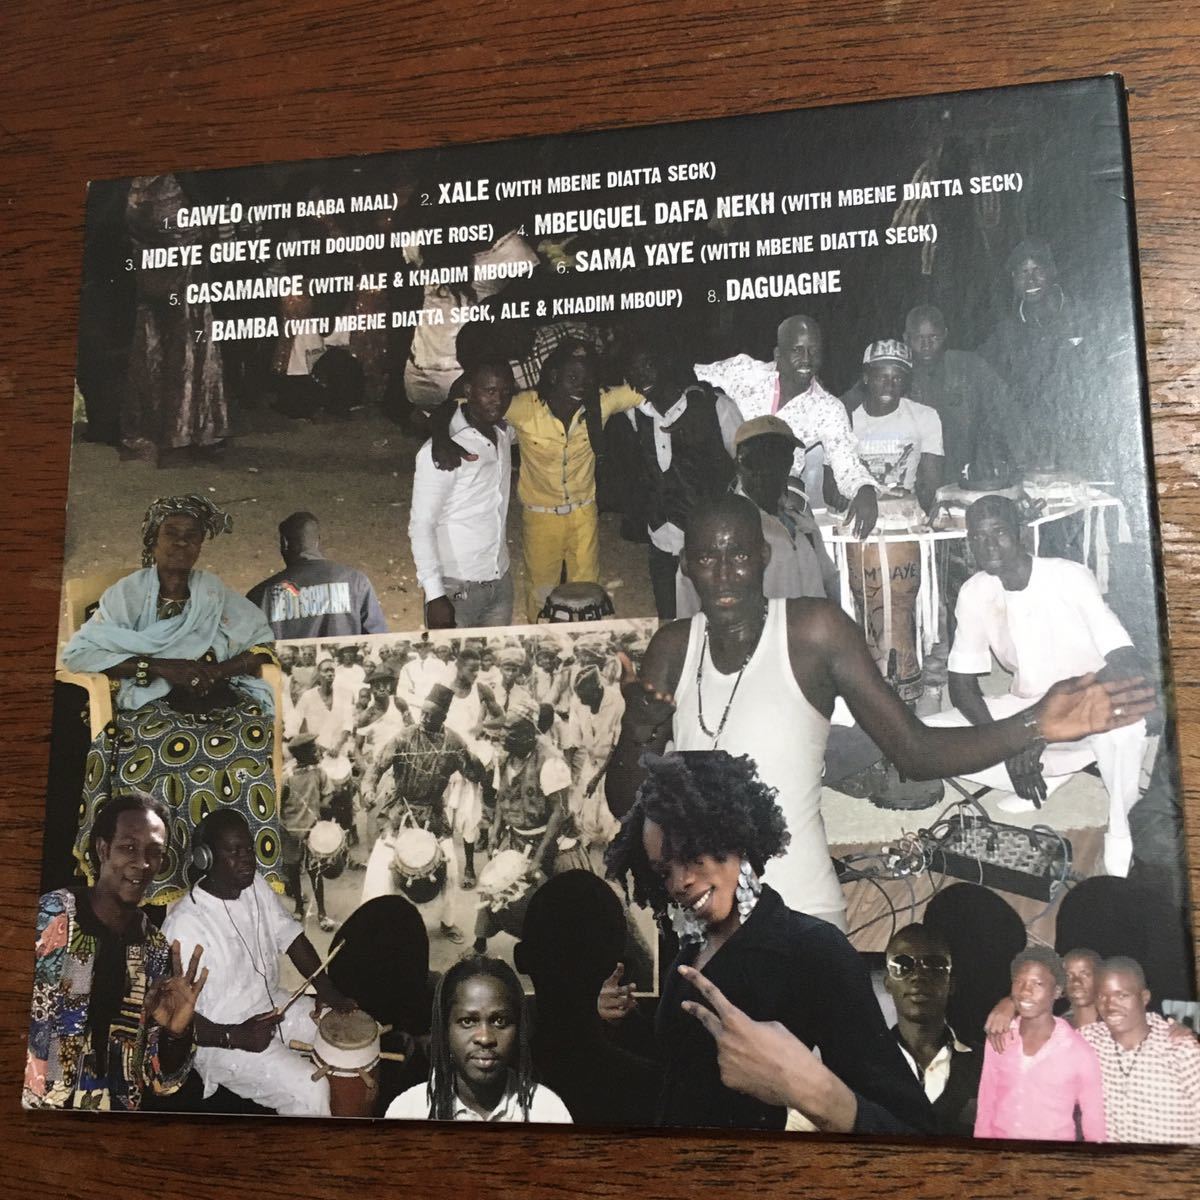 1. GAWLO (WITH BAABA MAAL) 2. XALE (WITH MBENE DIATTA SECK)
3. NDEYE GUEYE (WITH DOUDOU NDIAYE ROSE) 4. MBEUGUEL DAFA NEKH (WITH MBENE DIATTA SECK)
5. CASAMANCE (WITH ALE & KHADIM MBOUP) 6. SAMA YAYE (WITH MBENE DIATTA SECK)
7. BAMBA (WITH MBENE DIATTA SECK, ALE & KHADIM MBOUP) 8. DAGUAGNE